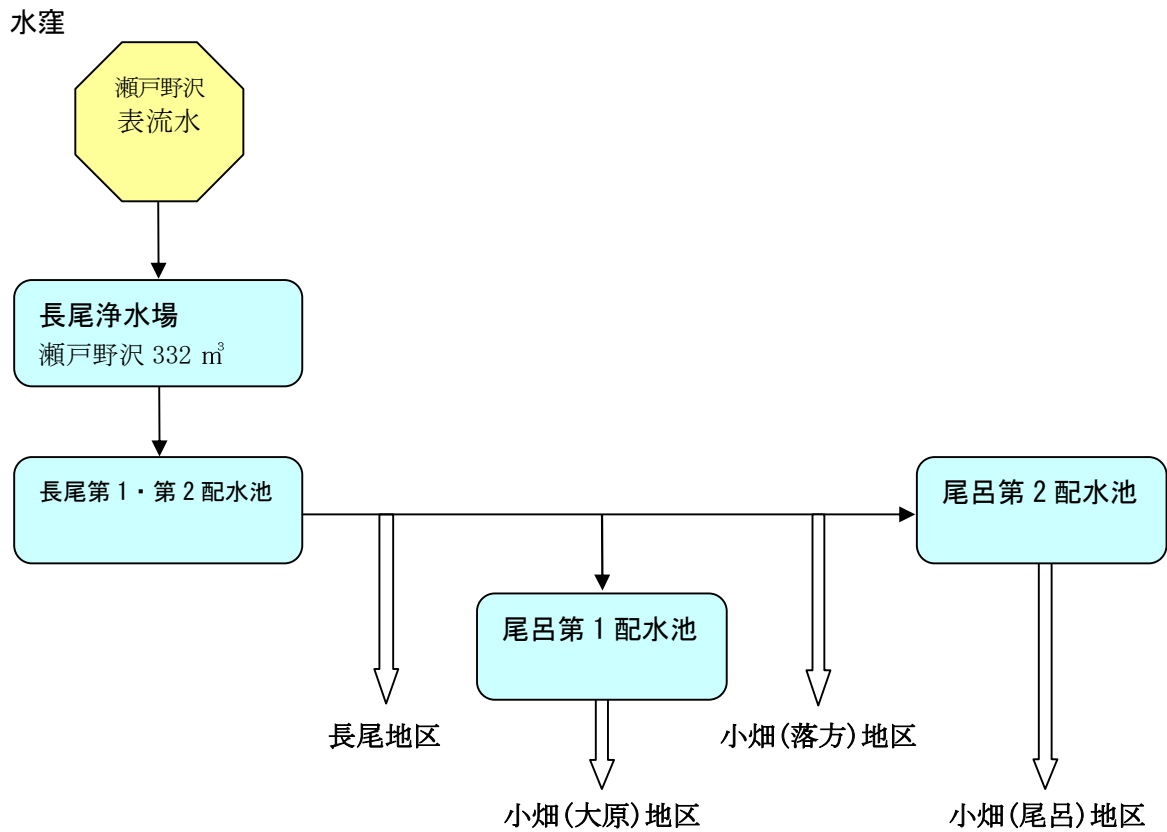 水窪
瀬戸野沢
表流水
長尾浄水場
瀬戸野沢 332 ㎥
長尾第1・第2配水池
尾呂第2配水池
尾呂第1配水池
長尾地区
小畑(落方)地区
小畑(大原)地区
小畑(尾呂)地区